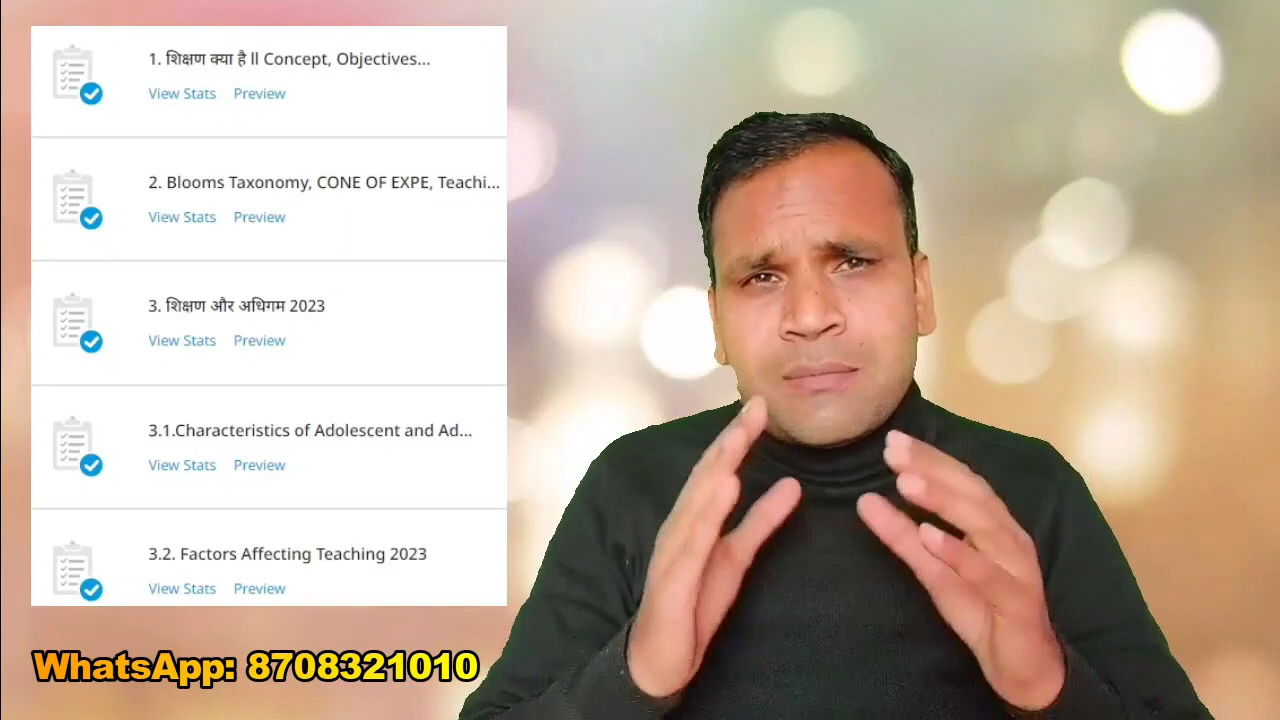 1. शिक्षण क्या है ll Concept, Objectives...
View Stats Preview
2. Blooms Taxonomy, CONE OF EXPE, Teachi...
View Stats Preview
3. शिक्षण और अधिगम 2023
View Stats Preview
3.1.Characteristics of Adolescent and Ad...
View Stats Preview
3.2. Factors Affecting Teaching 2023
View Stats Preview
WhatsApp: 8708321010